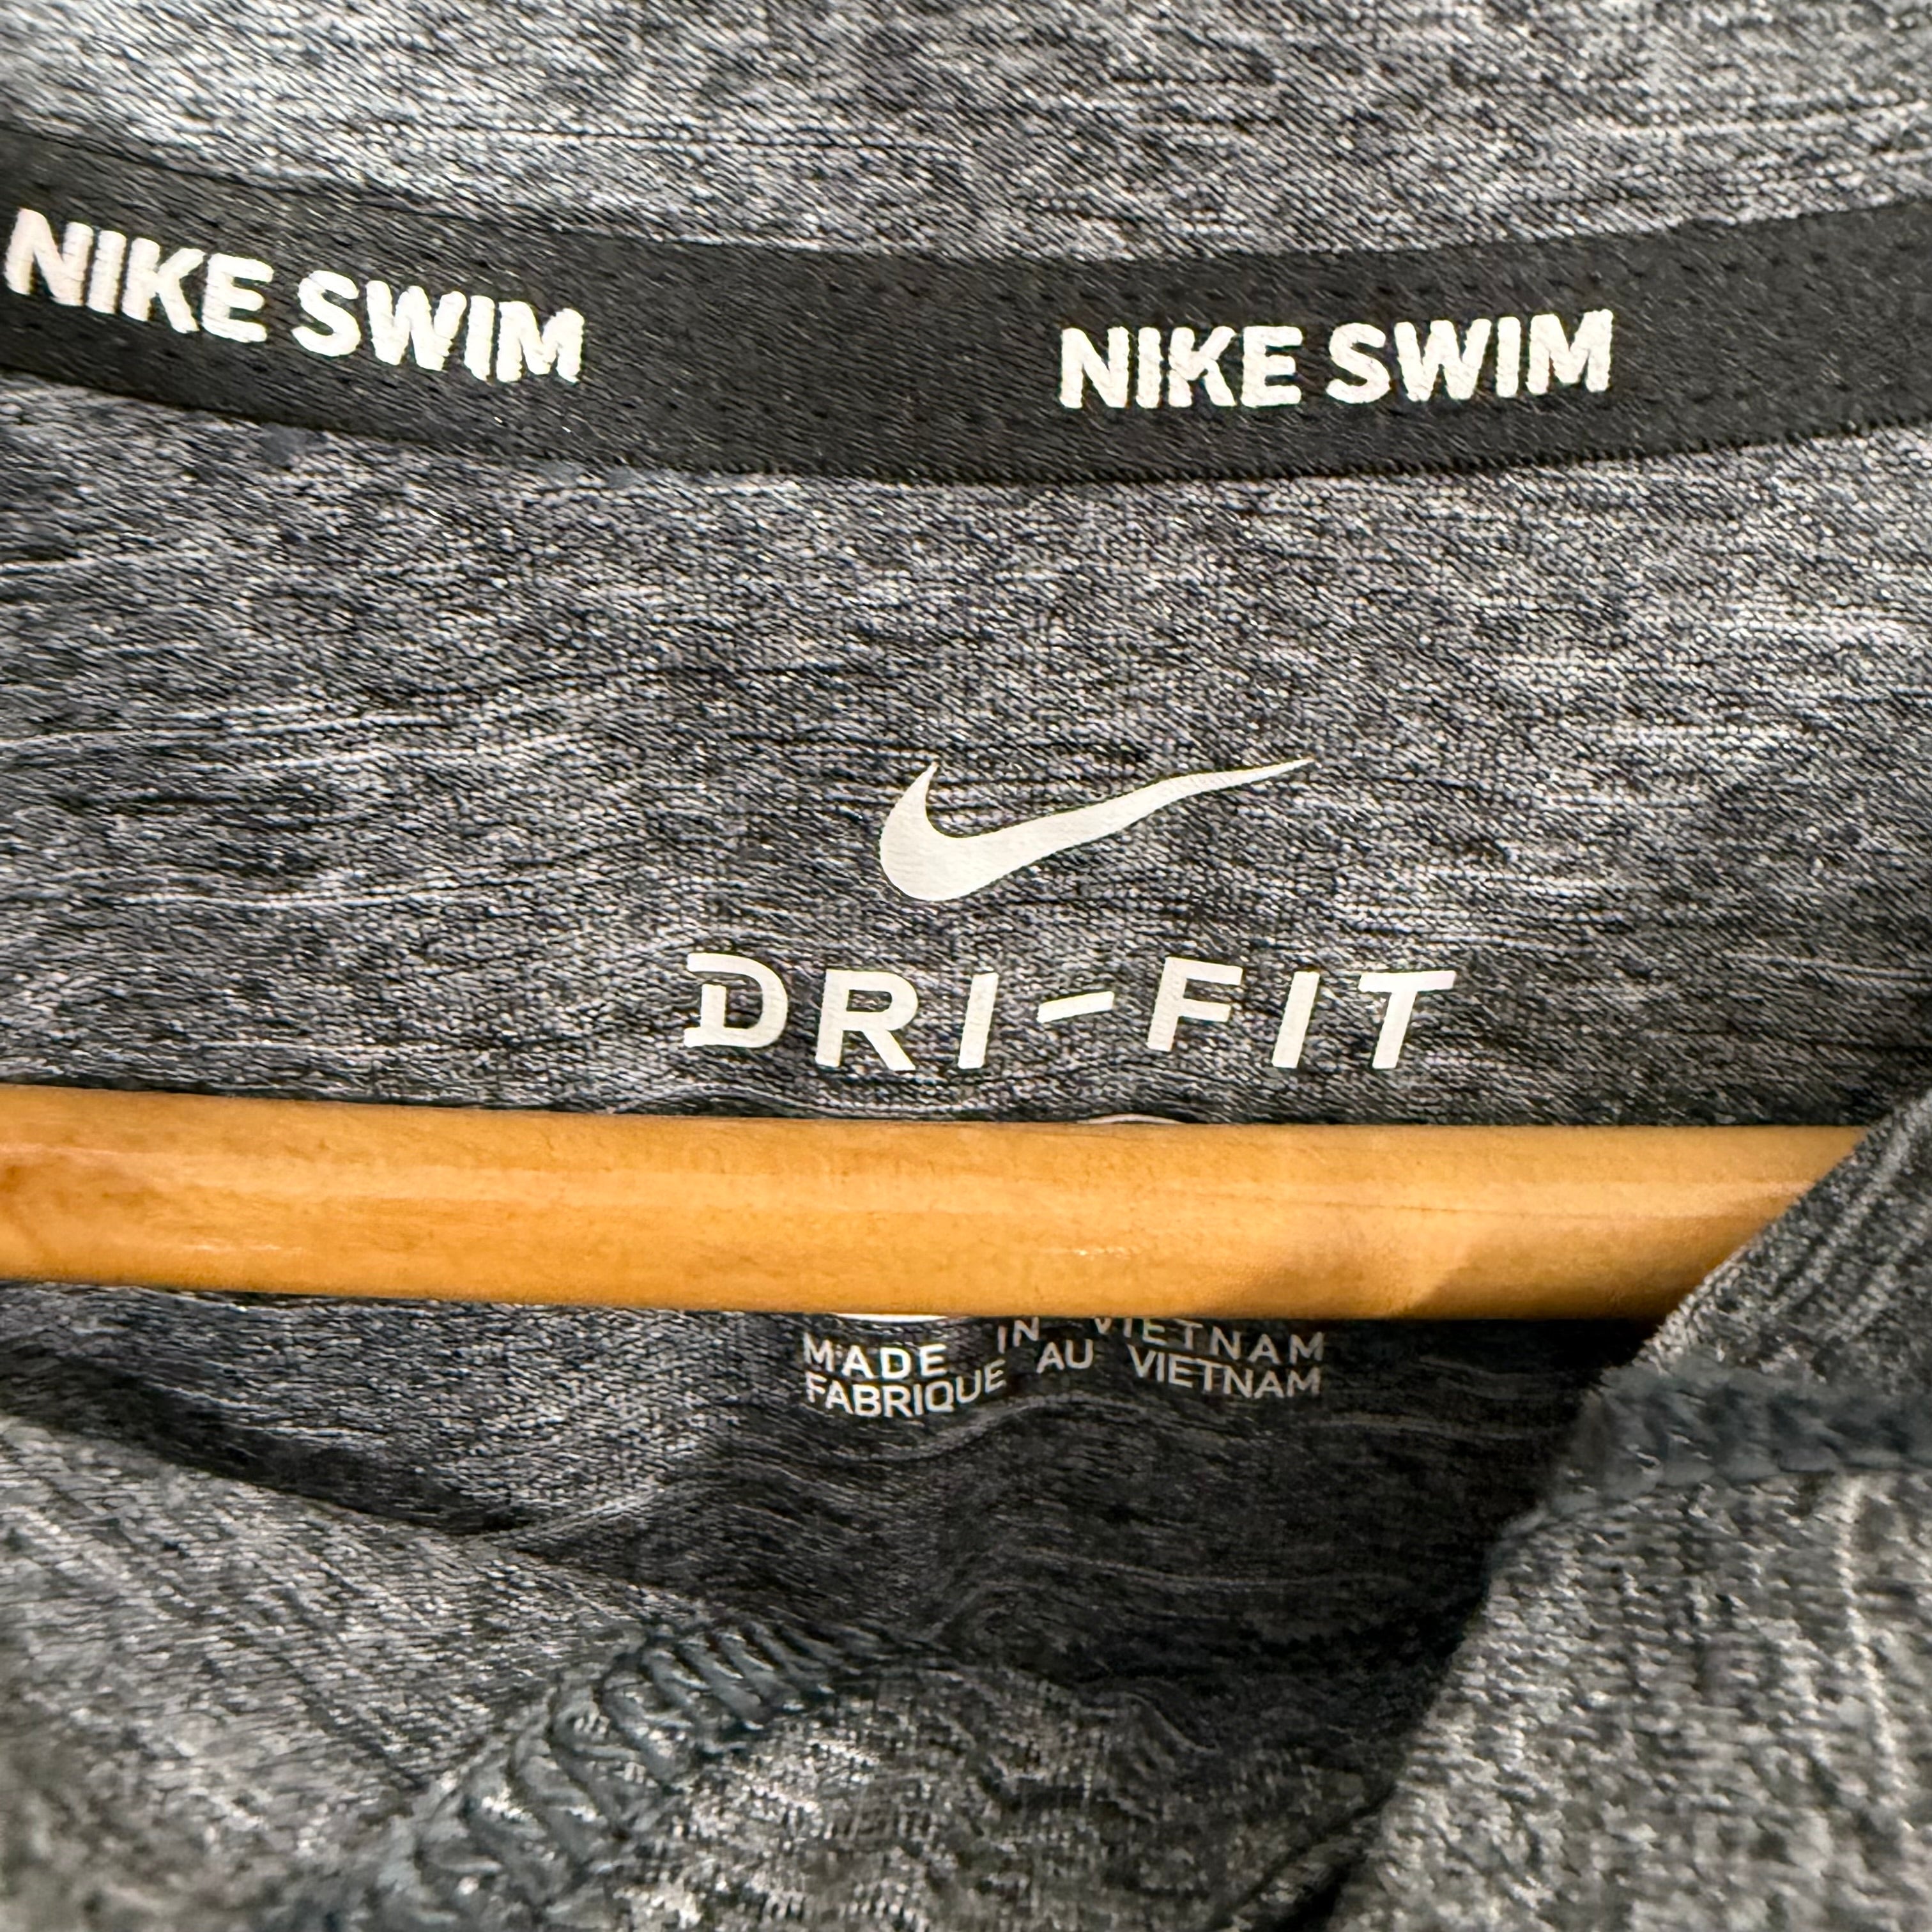 NIKE SWIM NIKE SWIM
DRI-FIT
MADE IN VIETNAM
FABRIQUE AU VIETNAM